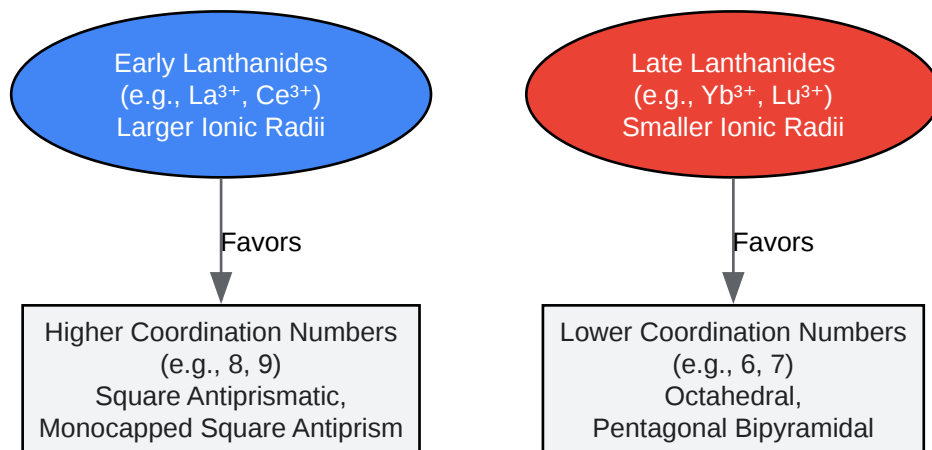 Early Lanthanides
(e.g., La³⁺, Ce³⁺)
Larger Ionic Radii
Late Lanthanides
(e.g., Yb³⁺, Lu³⁺)
Smaller Ionic Radii
Favors
Favors
Higher Coordination Numbers
(e.g., 8, 9)
Square Antiprismatic,
Monocapped Square Antiprism
Lower Coordination Numbers
(e.g., 6, 7)
Octahedral,
Pentagonal Bipyramidal